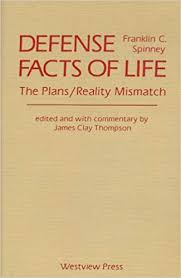 DEFENSE Franklin C. Spinney
FACTS OF LIFE
The Plans/Reality Mismatch
edited and with commentary by
James Clay Thompson
Westview Press